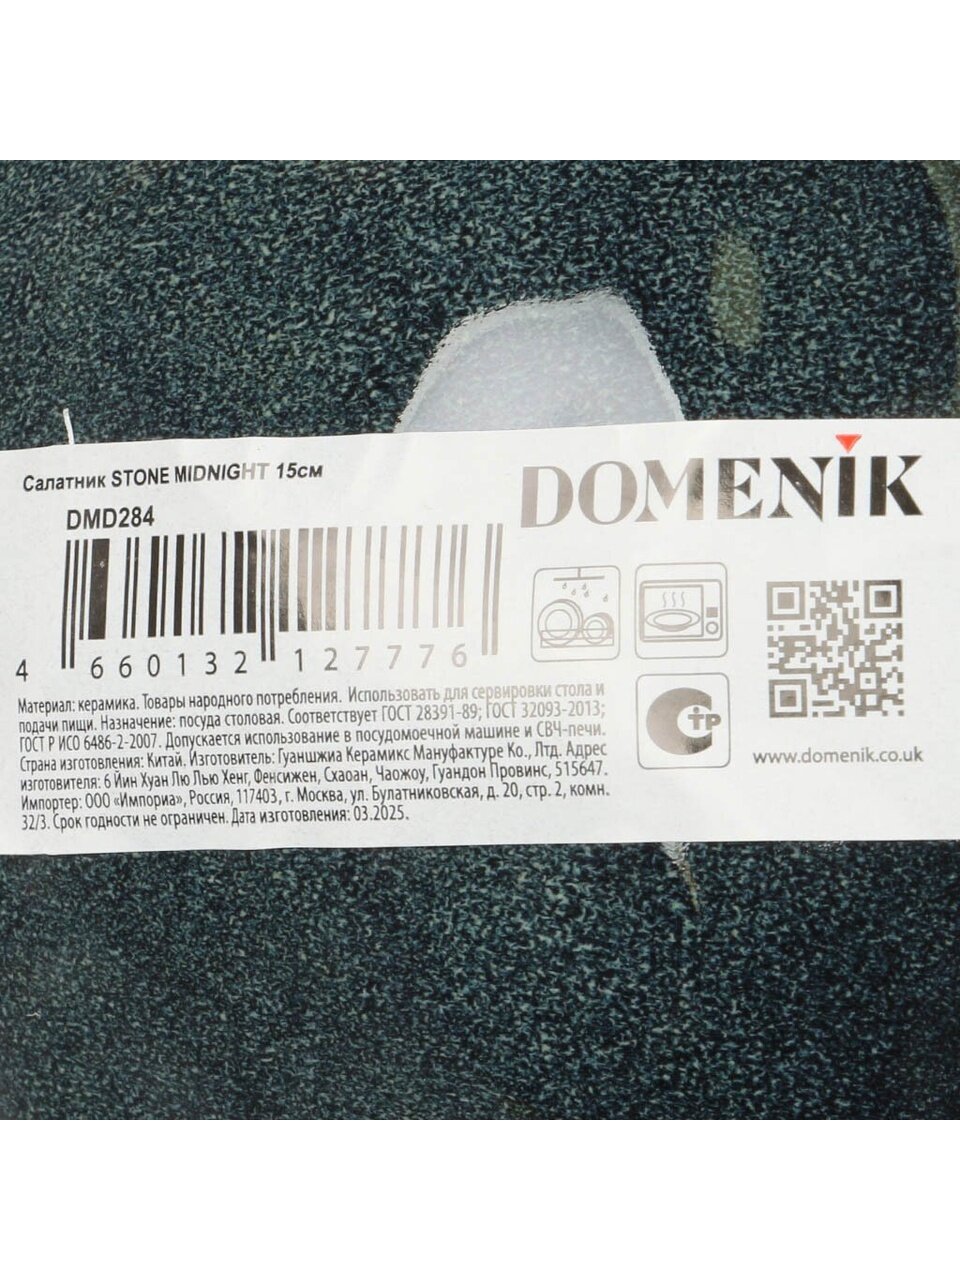 Салатник STONE MIDNIGHT 15см
DMD284
DOMENIK
4 660132 127776
Материал: керамика. Товары народного потребления. Использовать для сервировки стола и
подачи пищи. Назначение: посуда столовая. Соответствует ГОСТ 28391-89; ГОСТ 32093-2013;
ГОСТ Р ИСО 6486-2-2007. Допускается использование в посудомоечной машине и СВЧ-печи.
Страна изготовления: Китай, Изготовитель: Гуаншжиа Керамикс Мануфактуре Ко., Лтд. Адрес
изготовителя: 6 Йин Хуан Лю Лью Хенг, Фенсижен, Схаоан, Чаожоу, Гуандон Провинс, 515647.
Импортер: ООО «Импориа», Россия, 117403, г. Москва, ул. Булатниковская, д. 20, стр. 2, комн.
32/3. Срок годности не ограничен. Дата изготовления: 03.2025.
тр
www.domenik.co.uk